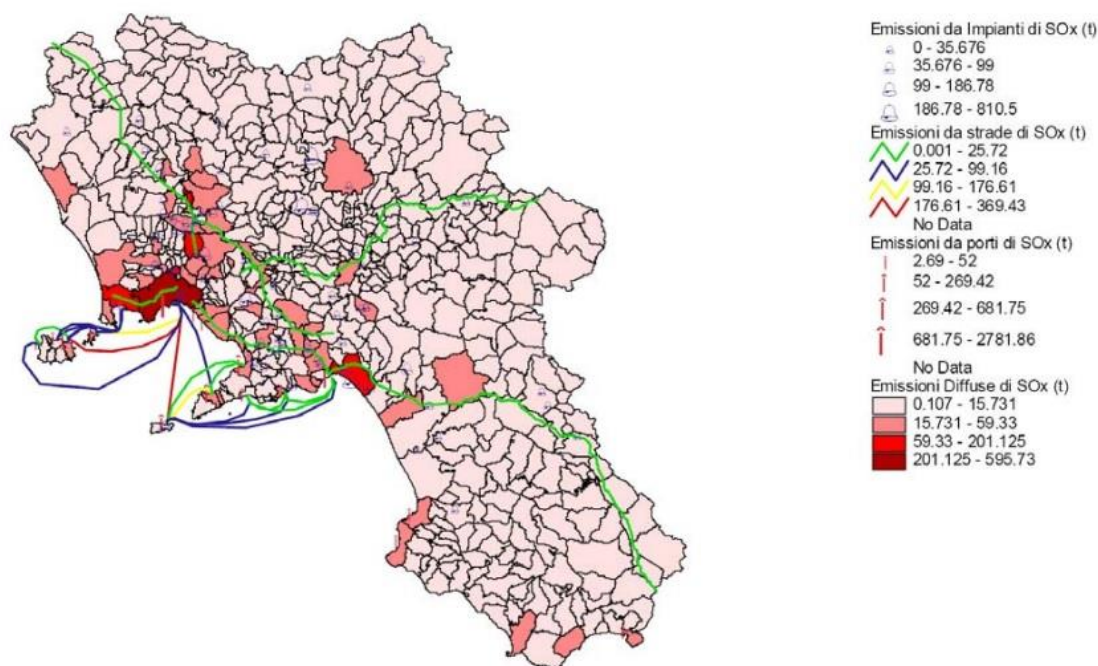 Emissioni da Impianti di SOx (t)
0 - 35.676
35.676 - 99
99 - 186.78
186.78 - 810.5
Emissioni da strade di SOx (t)
0.001 - 25.72
25.72 - 99.16
99.16 - 176.61
176.61 - 369.43
No Data
Emissioni da porti di SOx (t)
2.69 - 52
52 - 269.42
269.42 - 681.75
681.75 - 2781.86
No Data
Emissioni Diffuse di SOx (t)
0.107 - 15.731
15.731 - 59.33
59.33 - 201.125
201.125 - 595.73